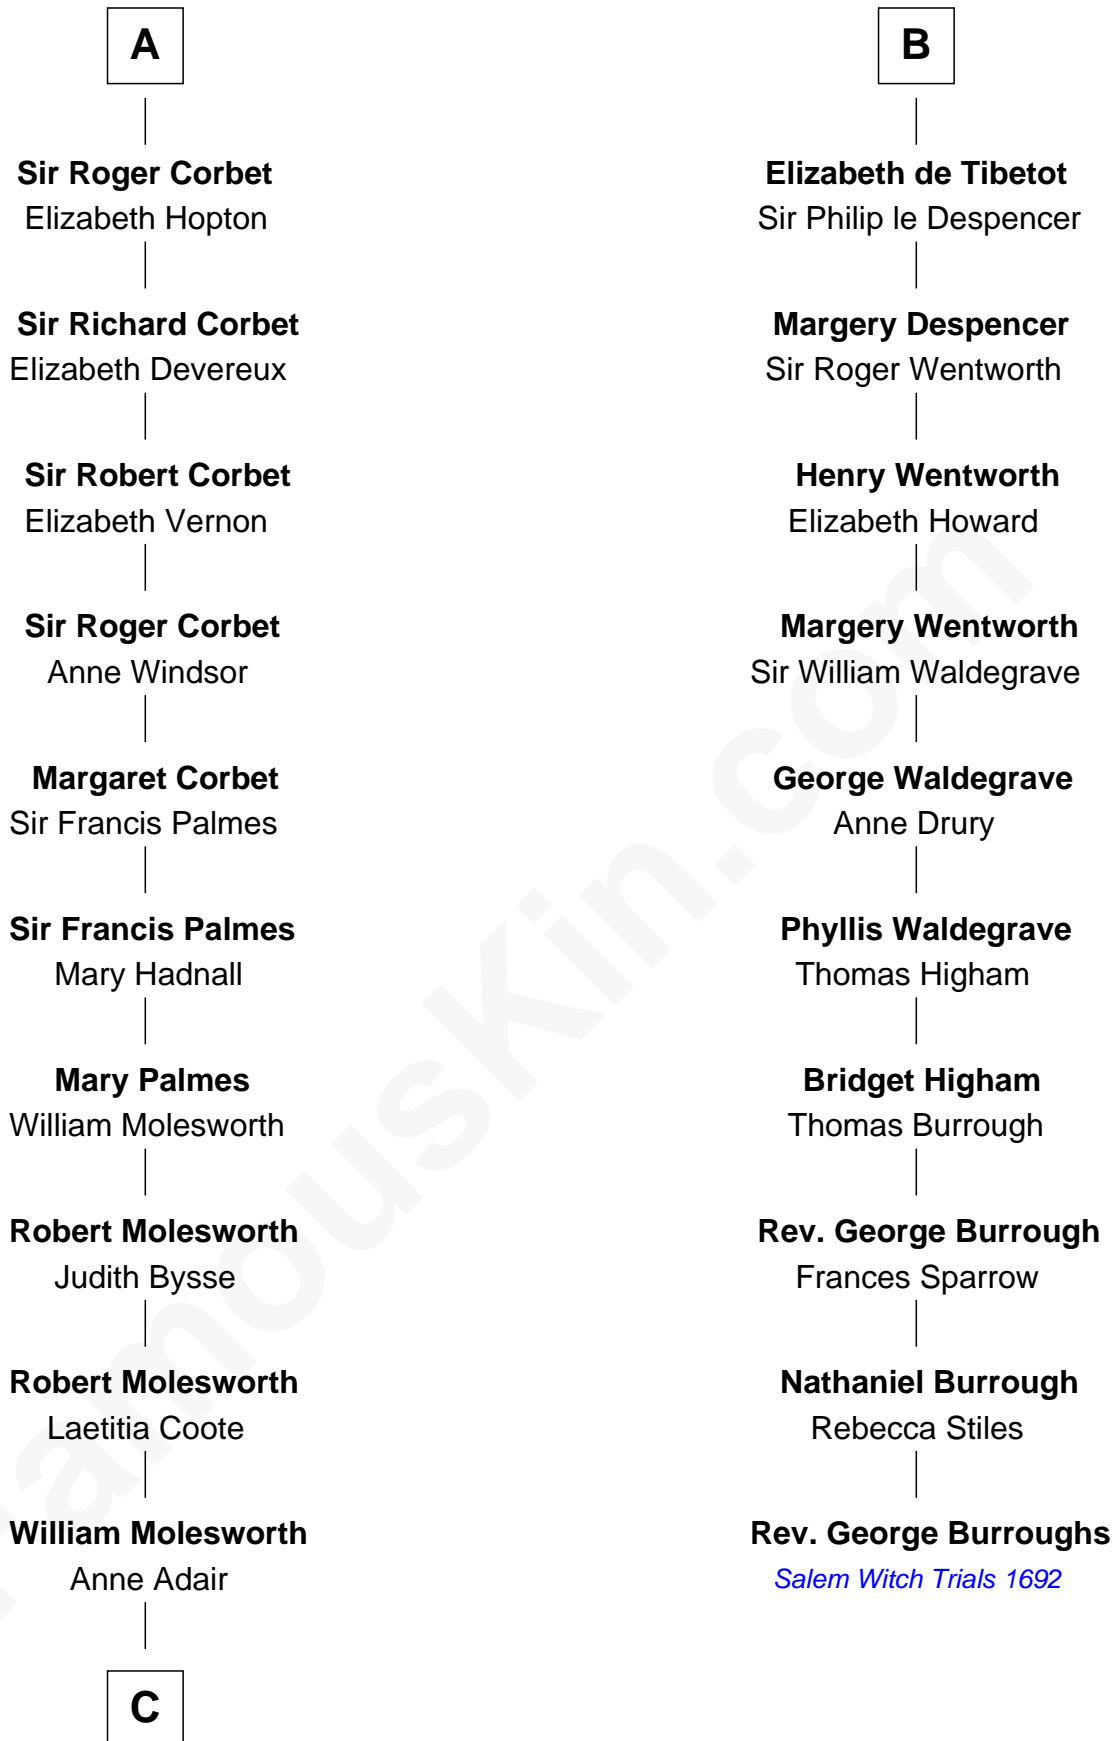 A
Sir Roger Corbet
Elizabeth Hopton
Sir Richard Corbet
Elizabeth Devereux
Sir Robert Corbet
Elizabeth Vernon
Sir Roger Corbet
Anne Windsor
Margaret Corbet
Sir Francis Palmes
Sir Francis Palmes
Mary Hadnall
Mary Palmes
William Molesworth
Robert Molesworth
Judith Bysse
Robert Molesworth
Laetitia Coote
William Molesworth
Anne Adair
C
B
Elizabeth de Tibetot
Sir Philip le Despencer
Margery Despencer
Sir Roger Wentworth
Henry Wentworth
Elizabeth Howard
Margery Wentworth
Sir William Waldegrave
George Waldegrave
Anne Drury
Phyllis Waldegrave
Thomas Higham
Bridget Higham
Thomas Burrough
Rev. George Burrough
Frances Sparrow
Nathaniel Burrough
Rebecca Stiles
Rev. George Burroughs
Salem Witch Trials 1692
FamousKin.com